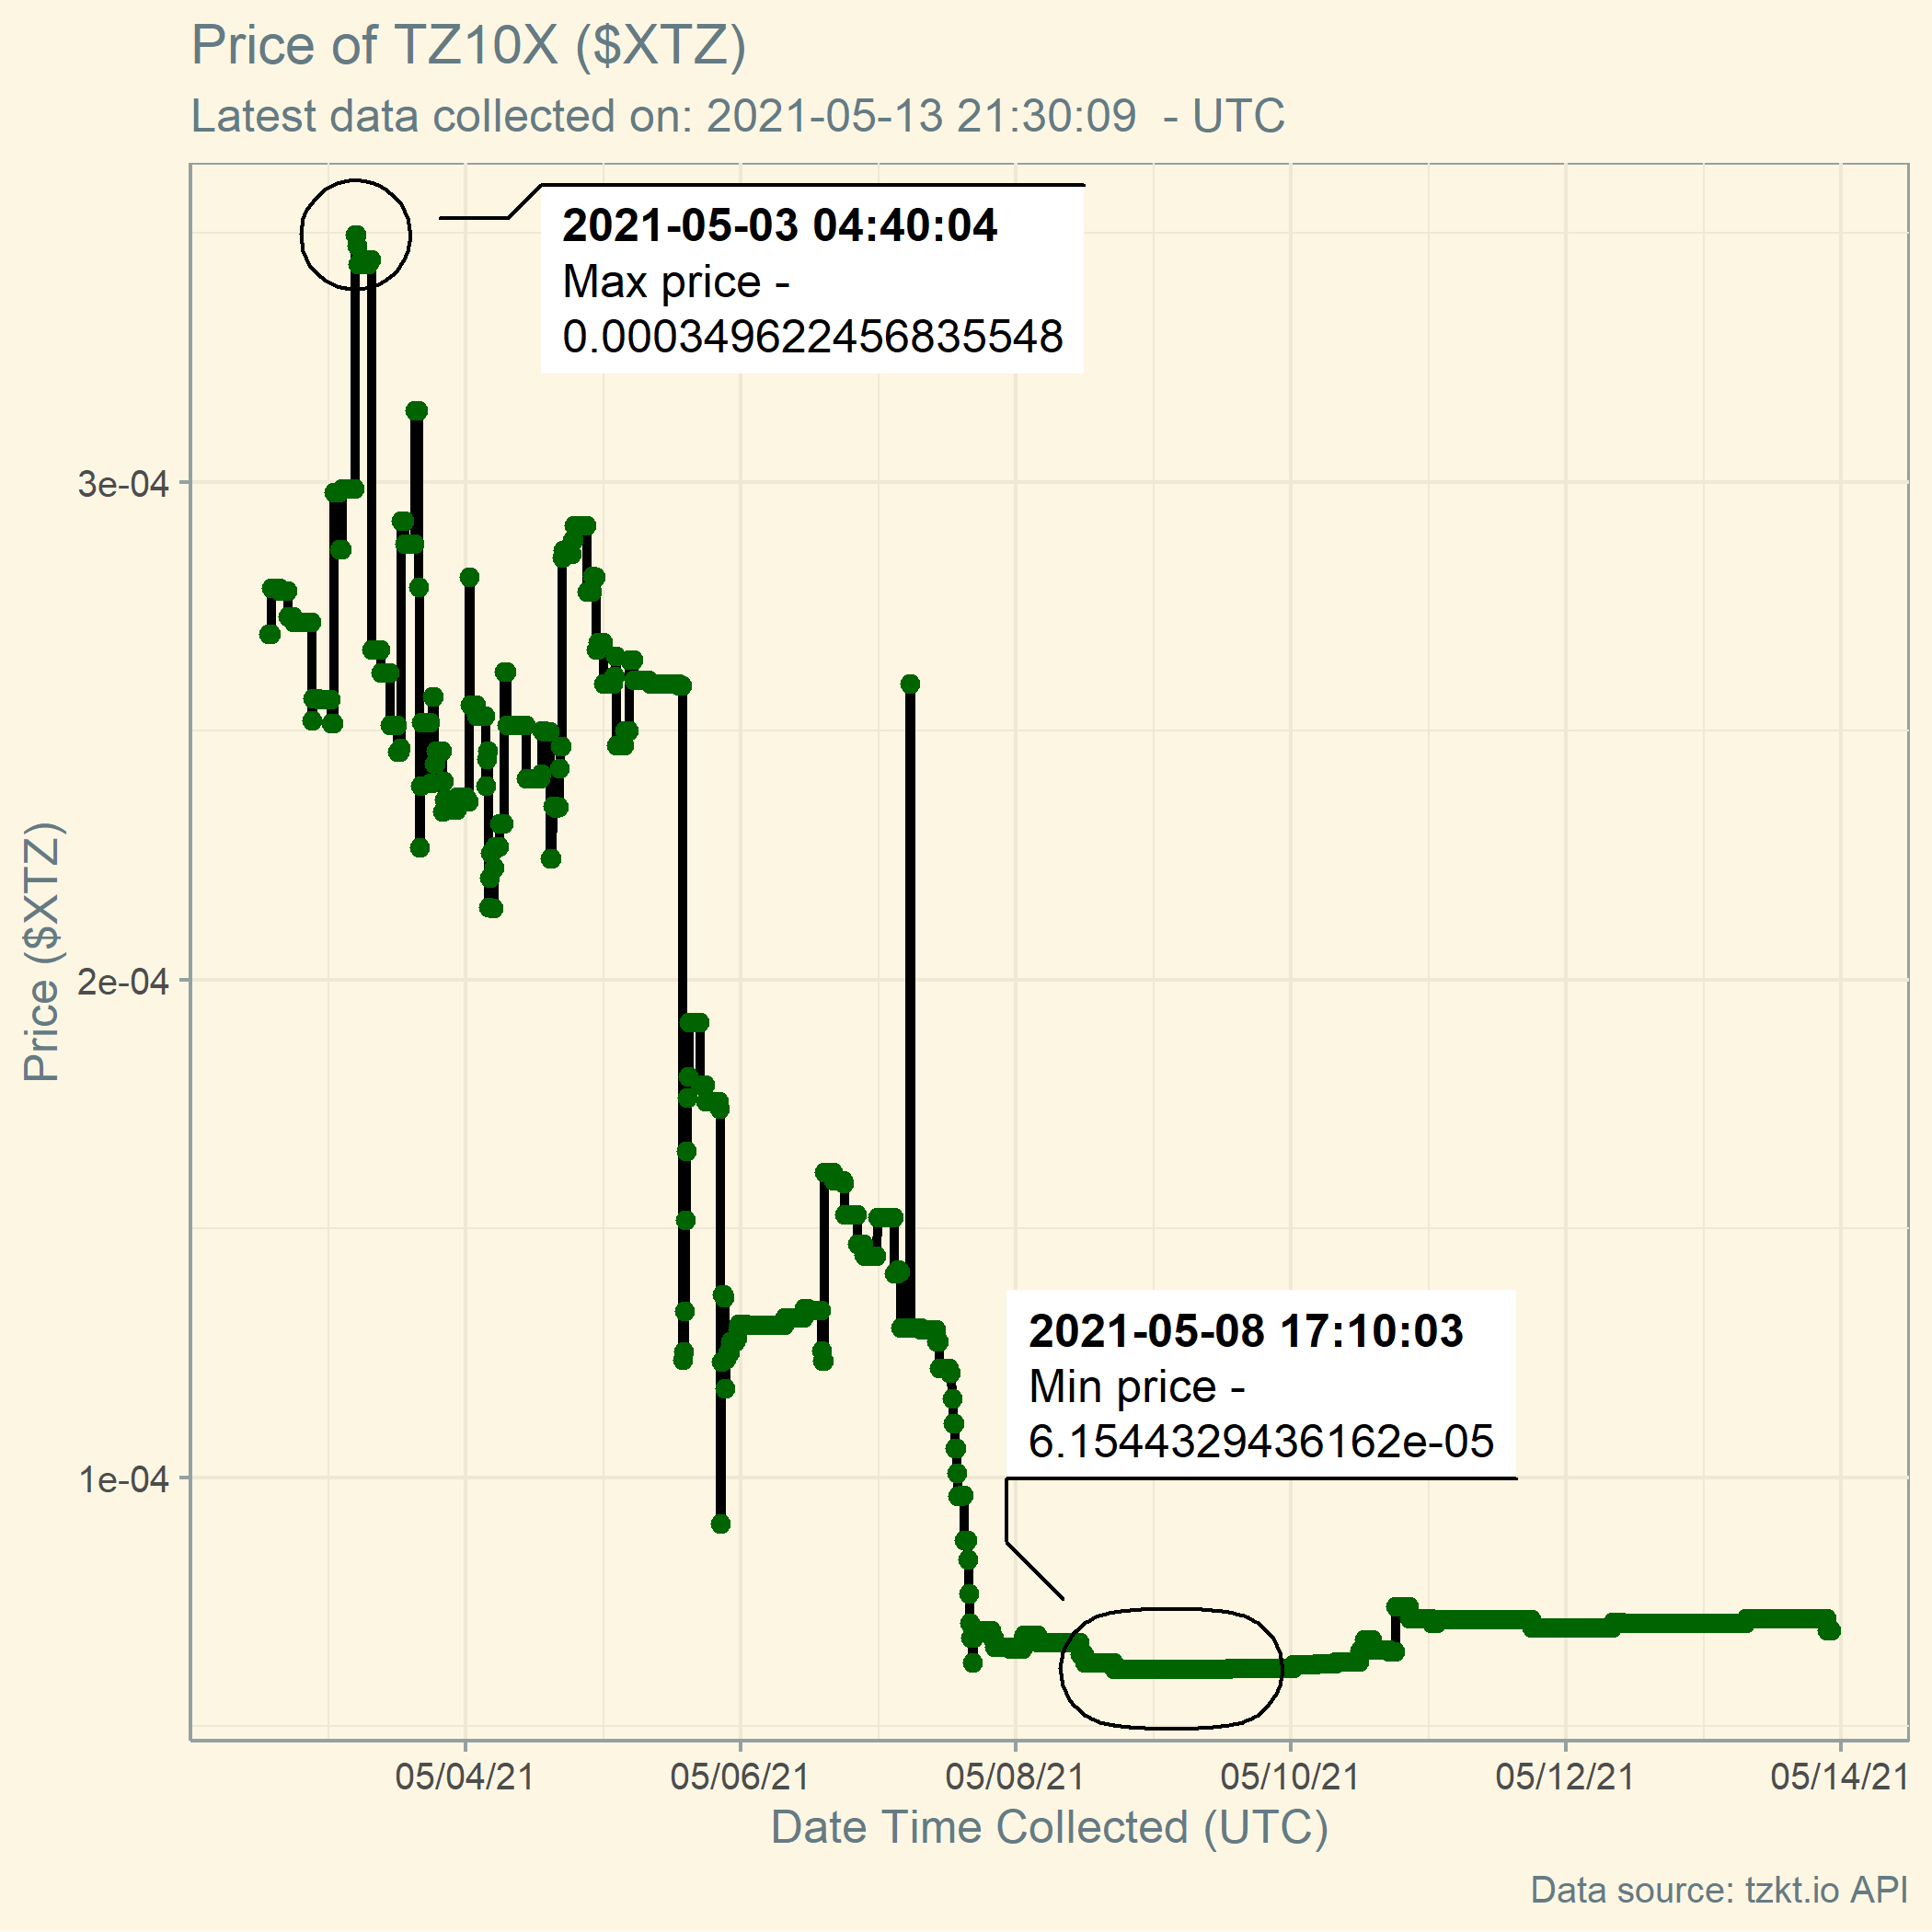 Price of TZ10X ($XTZ)
Latest data collected on: 2021-05-13 21:30:09  - UTC
2021-05-03 04:40:04
Max price -
0.000349622456835548
3e-04
2e-04
1e-04
Price ($XTZ)
2021-05-08 17:10:03
Min price -
6.1544329436162e-05
05/04/21
05/06/21
05/08/21
05/10/21
05/12/21
05/14/21
Date Time Collected (UTC)
Data source: tzkt.io API